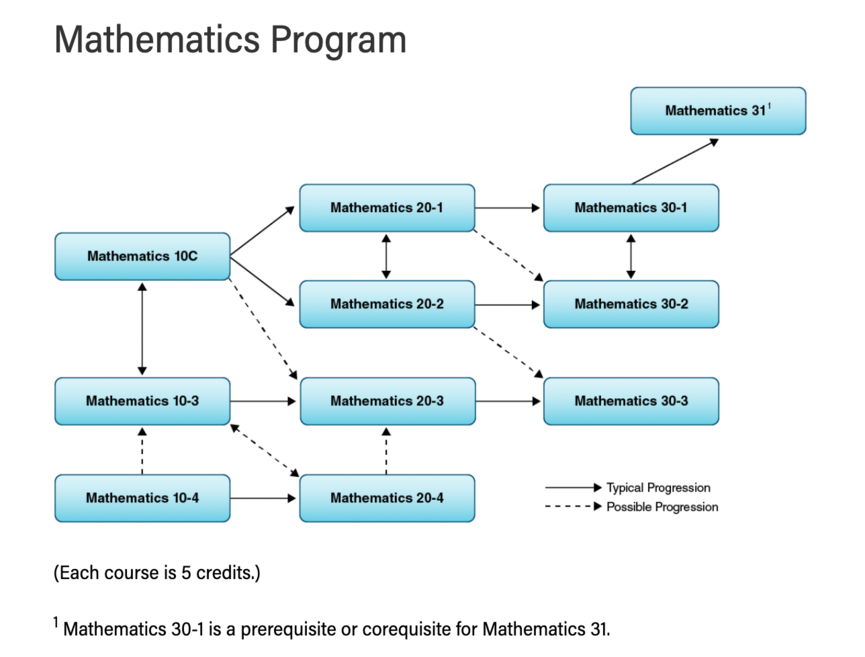 Mathematics Program
Mathematics 31¹
Mathematics 20-1
Mathematics 30-1
Mathematics 10C
Mathematics 20-2
Mathematics 30-2
Mathematics 10-3
Mathematics 20-3
Mathematics 30-3
Mathematics 10-4
Mathematics 20-4
Typical Progression
Possible Progression
(Each course is 5 credits.)
¹ Mathematics 30-1 is a prerequisite or corequisite for Mathematics 31.